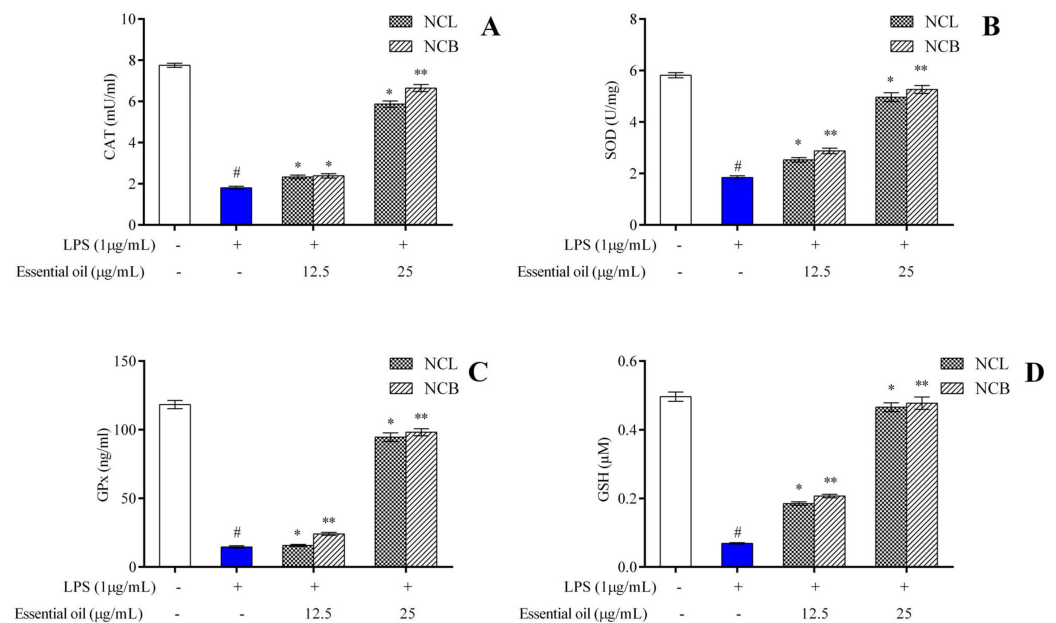 A
NCL
NCB
10
8
6
4
2
0
CAT (mU/ml)
#
* *
* **
LPS (1μg/mL) - + + +
Essential oil (μg/mL) - - 12.5 25
B
NCL
NCB
8
6
4
2
0
SOD (U/mg)
#
* **
* **
LPS (1μg/mL) - + + +
Essential oil (μg/mL) - - 12.5 25
C
NCL
NCB
150
100
50
0
GPx (ng/ml)
#
* **
* **
LPS (1μg/mL) - + + +
Essential oil (μg/mL) - - 12.5 25
D
NCL
NCB
0.6
0.4
0.2
0.0
GSH (μM)
#
* **
* **
LPS (1μg/mL) - + + +
Essential oil (μg/mL) - - 12.5 25